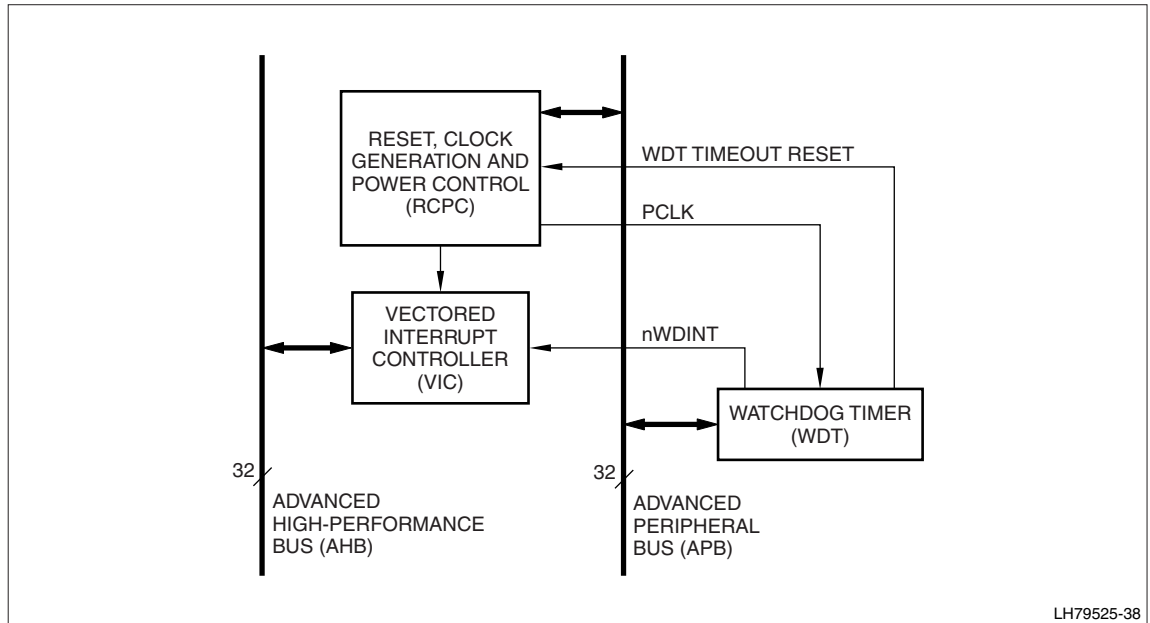 RESET, CLOCK
GENERATION AND
POWER CONTROL
(RCPC)
WDT TIMEOUT RESET
PCLK
VECTORED
INTERRUPT
CONTROLLER
(VIC)
nWDINT
WATCHDOG TIMER
(WDT)
32
ADVANCED
HIGH-PERFORMANCE
BUS (AHB)
32
ADVANCED
PERIPHERAL
BUS (APB)
LH79525-38